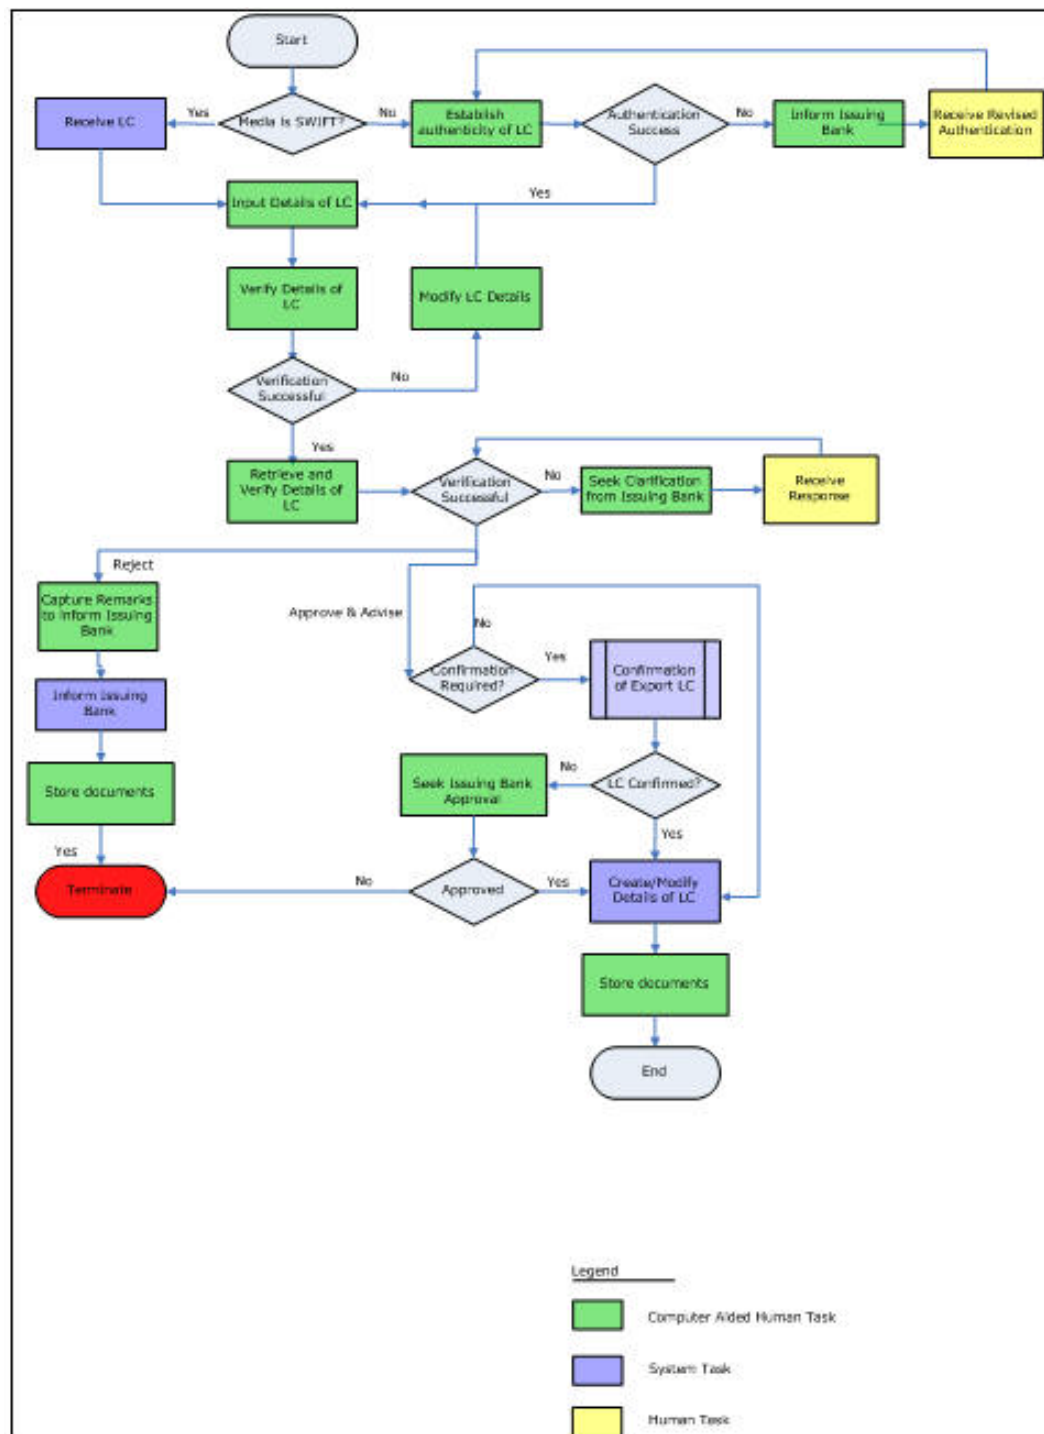 Start
Media is SWIFT?
Yes
No
Receive LC
Establish
authenticity of LC
Authentication
Success
No
Inform Issuing
Bank
Receive Revised
Authentication
Yes
Input Details of LC
Verify Details of
LC
Modify LC Details
Verification
Successful
No
Yes
Retrieve and
Verify Details of
LC
Verification
Successful
No
Seek Clarification
from Issuing Bank
Receive
Response
Reject
Capture Remarks
to Inform Issuing
Bank
Approve & Advise
No
Confirmation
Required?
Yes
Confirmation
of Export LC
Inform Issuing
Bank
Seek Issuing Bank
Approval
No
LC Confirmed?
Store documents
Yes
Yes
Terminate
No
Approved
Yes
Create/Modify
Details of LC
Store documents
End
Legend
Computer Aided Human Task
System Task
Human Task